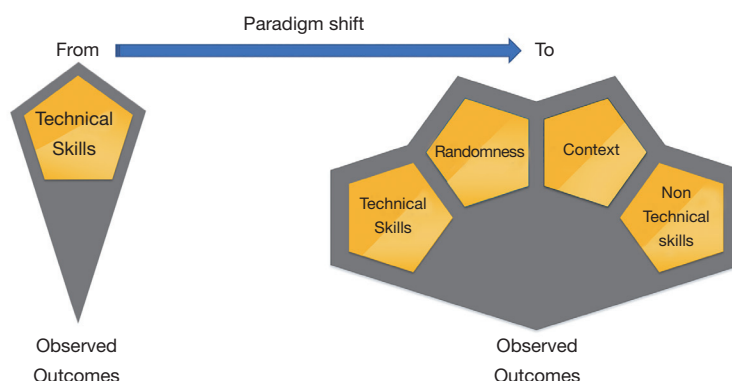 Paradigm shift
From
To
Technical
Skills
Randomness
Context
Technical
Skills
Non
Technical
skills
Observed
Outcomes
Observed
Outcomes